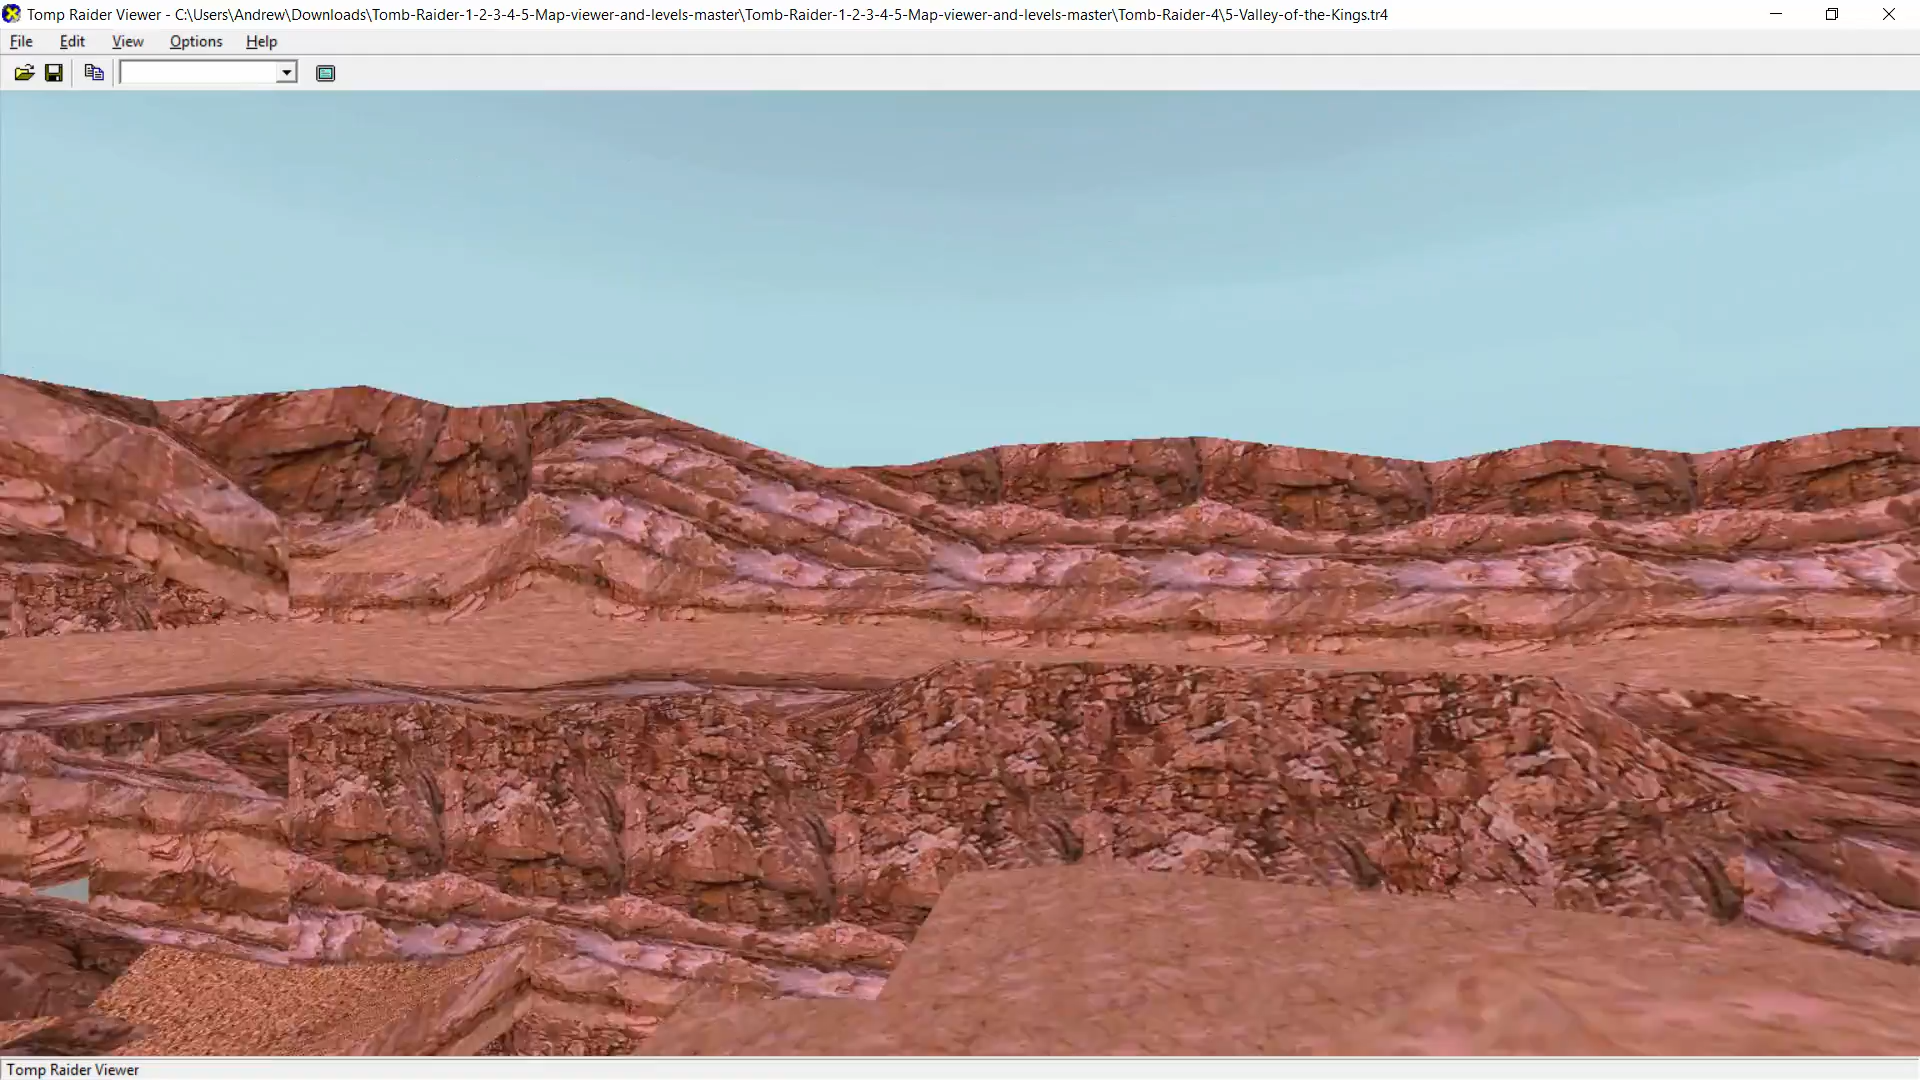 Tomp Raider Viewer - C:\Users\Andrew\Downloads\Tomb-Raider-1-2-3-4-5-Map-viewer-and-levels-master\Tomb-Raider-1-2-3-4-5-Map-viewer-and-levels-master\Tomb-Raider-4\5-Valley-of-the-Kings.tr4
File Edit View Options Help
Tomp Raider Viewer